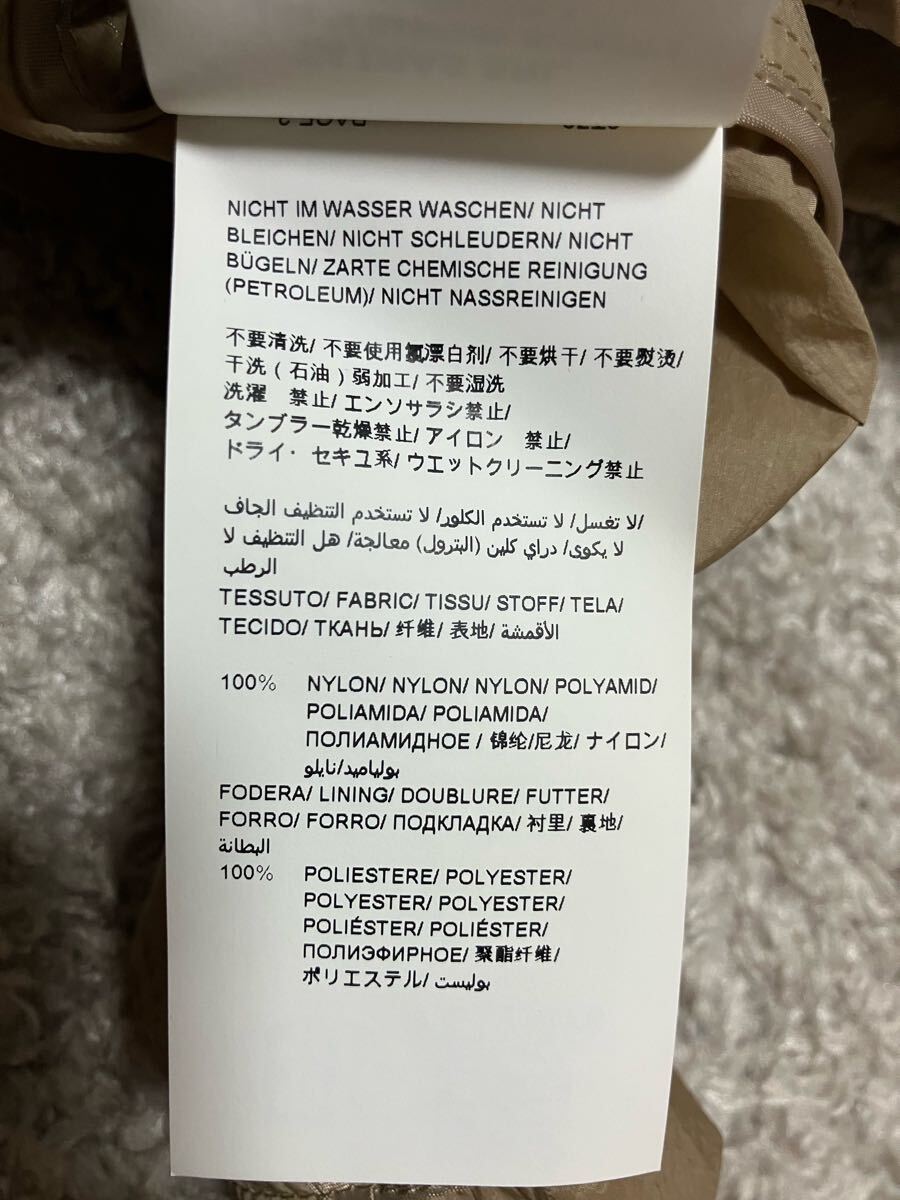 NICHT IM WASSER WASCHEN/ NICHT
BLEICHEN/ NICHT SCHLEUDERN/ NICHT
BÜGELN/ ZARTE CHEMISCHE REINIGUNG
(PETROLEUM)/ NICHT NASSREINIGEN
不要清洗/ 不要使用氯漂白剂/ 不要烘干/ 不要熨烫/
干洗（石油）弱加工/ 不要湿洗
洗濯　禁止/ エンソサラシ禁止/
タンブラー乾燥禁止/ アイロン　禁止/
ドライ・ セキユ系/ ウエットクリーニング禁止
لا تغسل/ لا تستخدم الكلور/ لا تستخدم التنظيف الجاف/
لا يكوى/ دراي كلين (البترول) معالجة/ هل التنظيف لا
الرطب
TESSUTO/ FABRIC/ TISSU/ STOFF/ TELA/
TECIDO/ ТКАНЬ/ 纤维/ 表地/ الأقمشة
100% NYLON/ NYLON/ NYLON/ POLYAMID/
POLIAMIDA/ POLIAMIDA/
ПОЛИАМИДНОЕ / 锦纶/尼龙/ ナイロン/
بولياميد/نايلو
FODERA/ LINING/ DOUBLURE/ FUTTER/
FORRO/ FORRO/ ПОДКЛАДКА/ 衬里/ 裏地/
البطانة
100% POLIESTERE/ POLYESTER/
POLYESTER/ POLYESTER/
POLIÉSTER/ POLIÉSTER/
ПОЛИЭФИРНОЕ/ 聚酯纤维/
ポリエステル/ بوليست